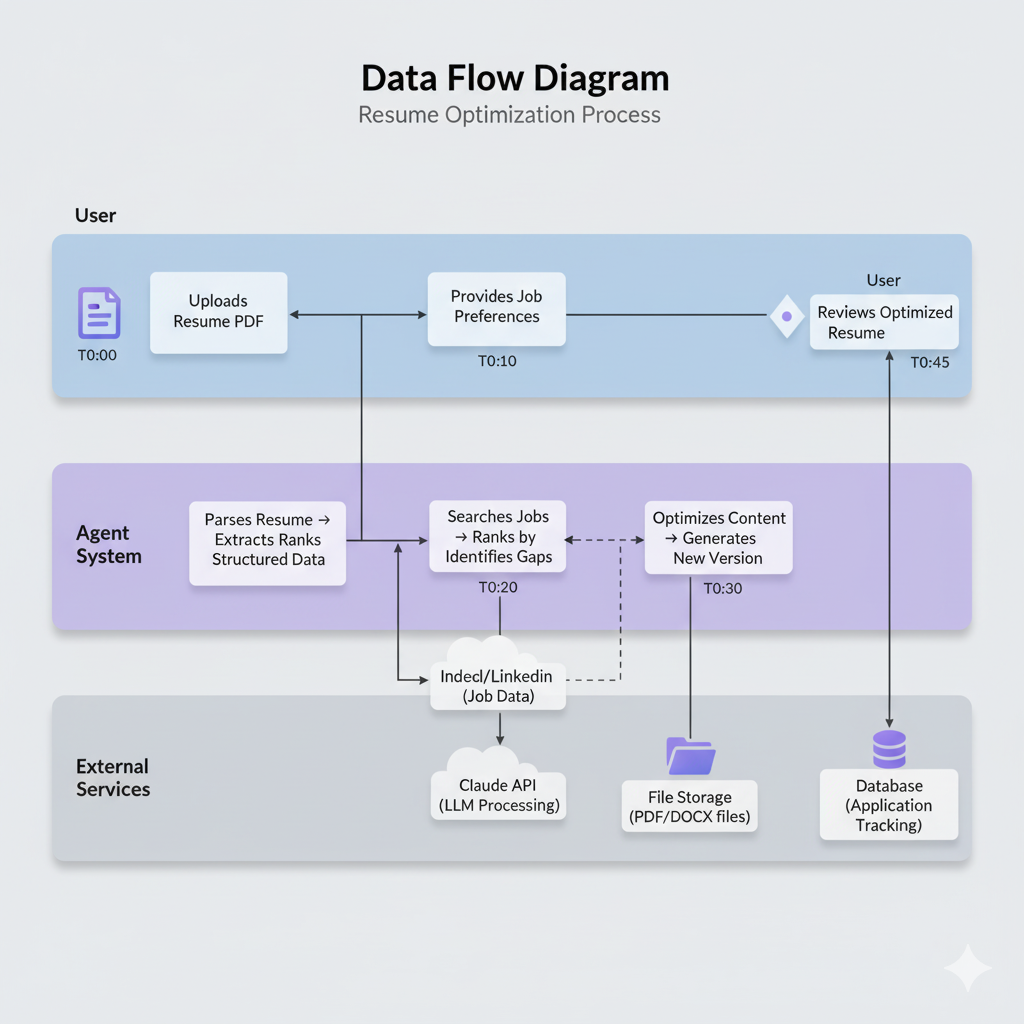 Data Flow Diagram
Resume Optimization Process
User
Uploads
Resume PDF
T0:00
Provides Job
Preferences
T0:10
User
Reviews Optimized
Resume
T0:45
Agent
System
Parses Resume →
Extracts Ranks
Structured Data
Searches Jobs
→ Ranks by
Identifies Gaps
T0:20
Optimizes Content
→ Generates
New Version
T0:30
Indecl/Linkedin
(Job Data)
External
Services
Claude API
(LLM Processing)
File Storage
(PDF/DOCX files)
Database
(Application
Tracking)